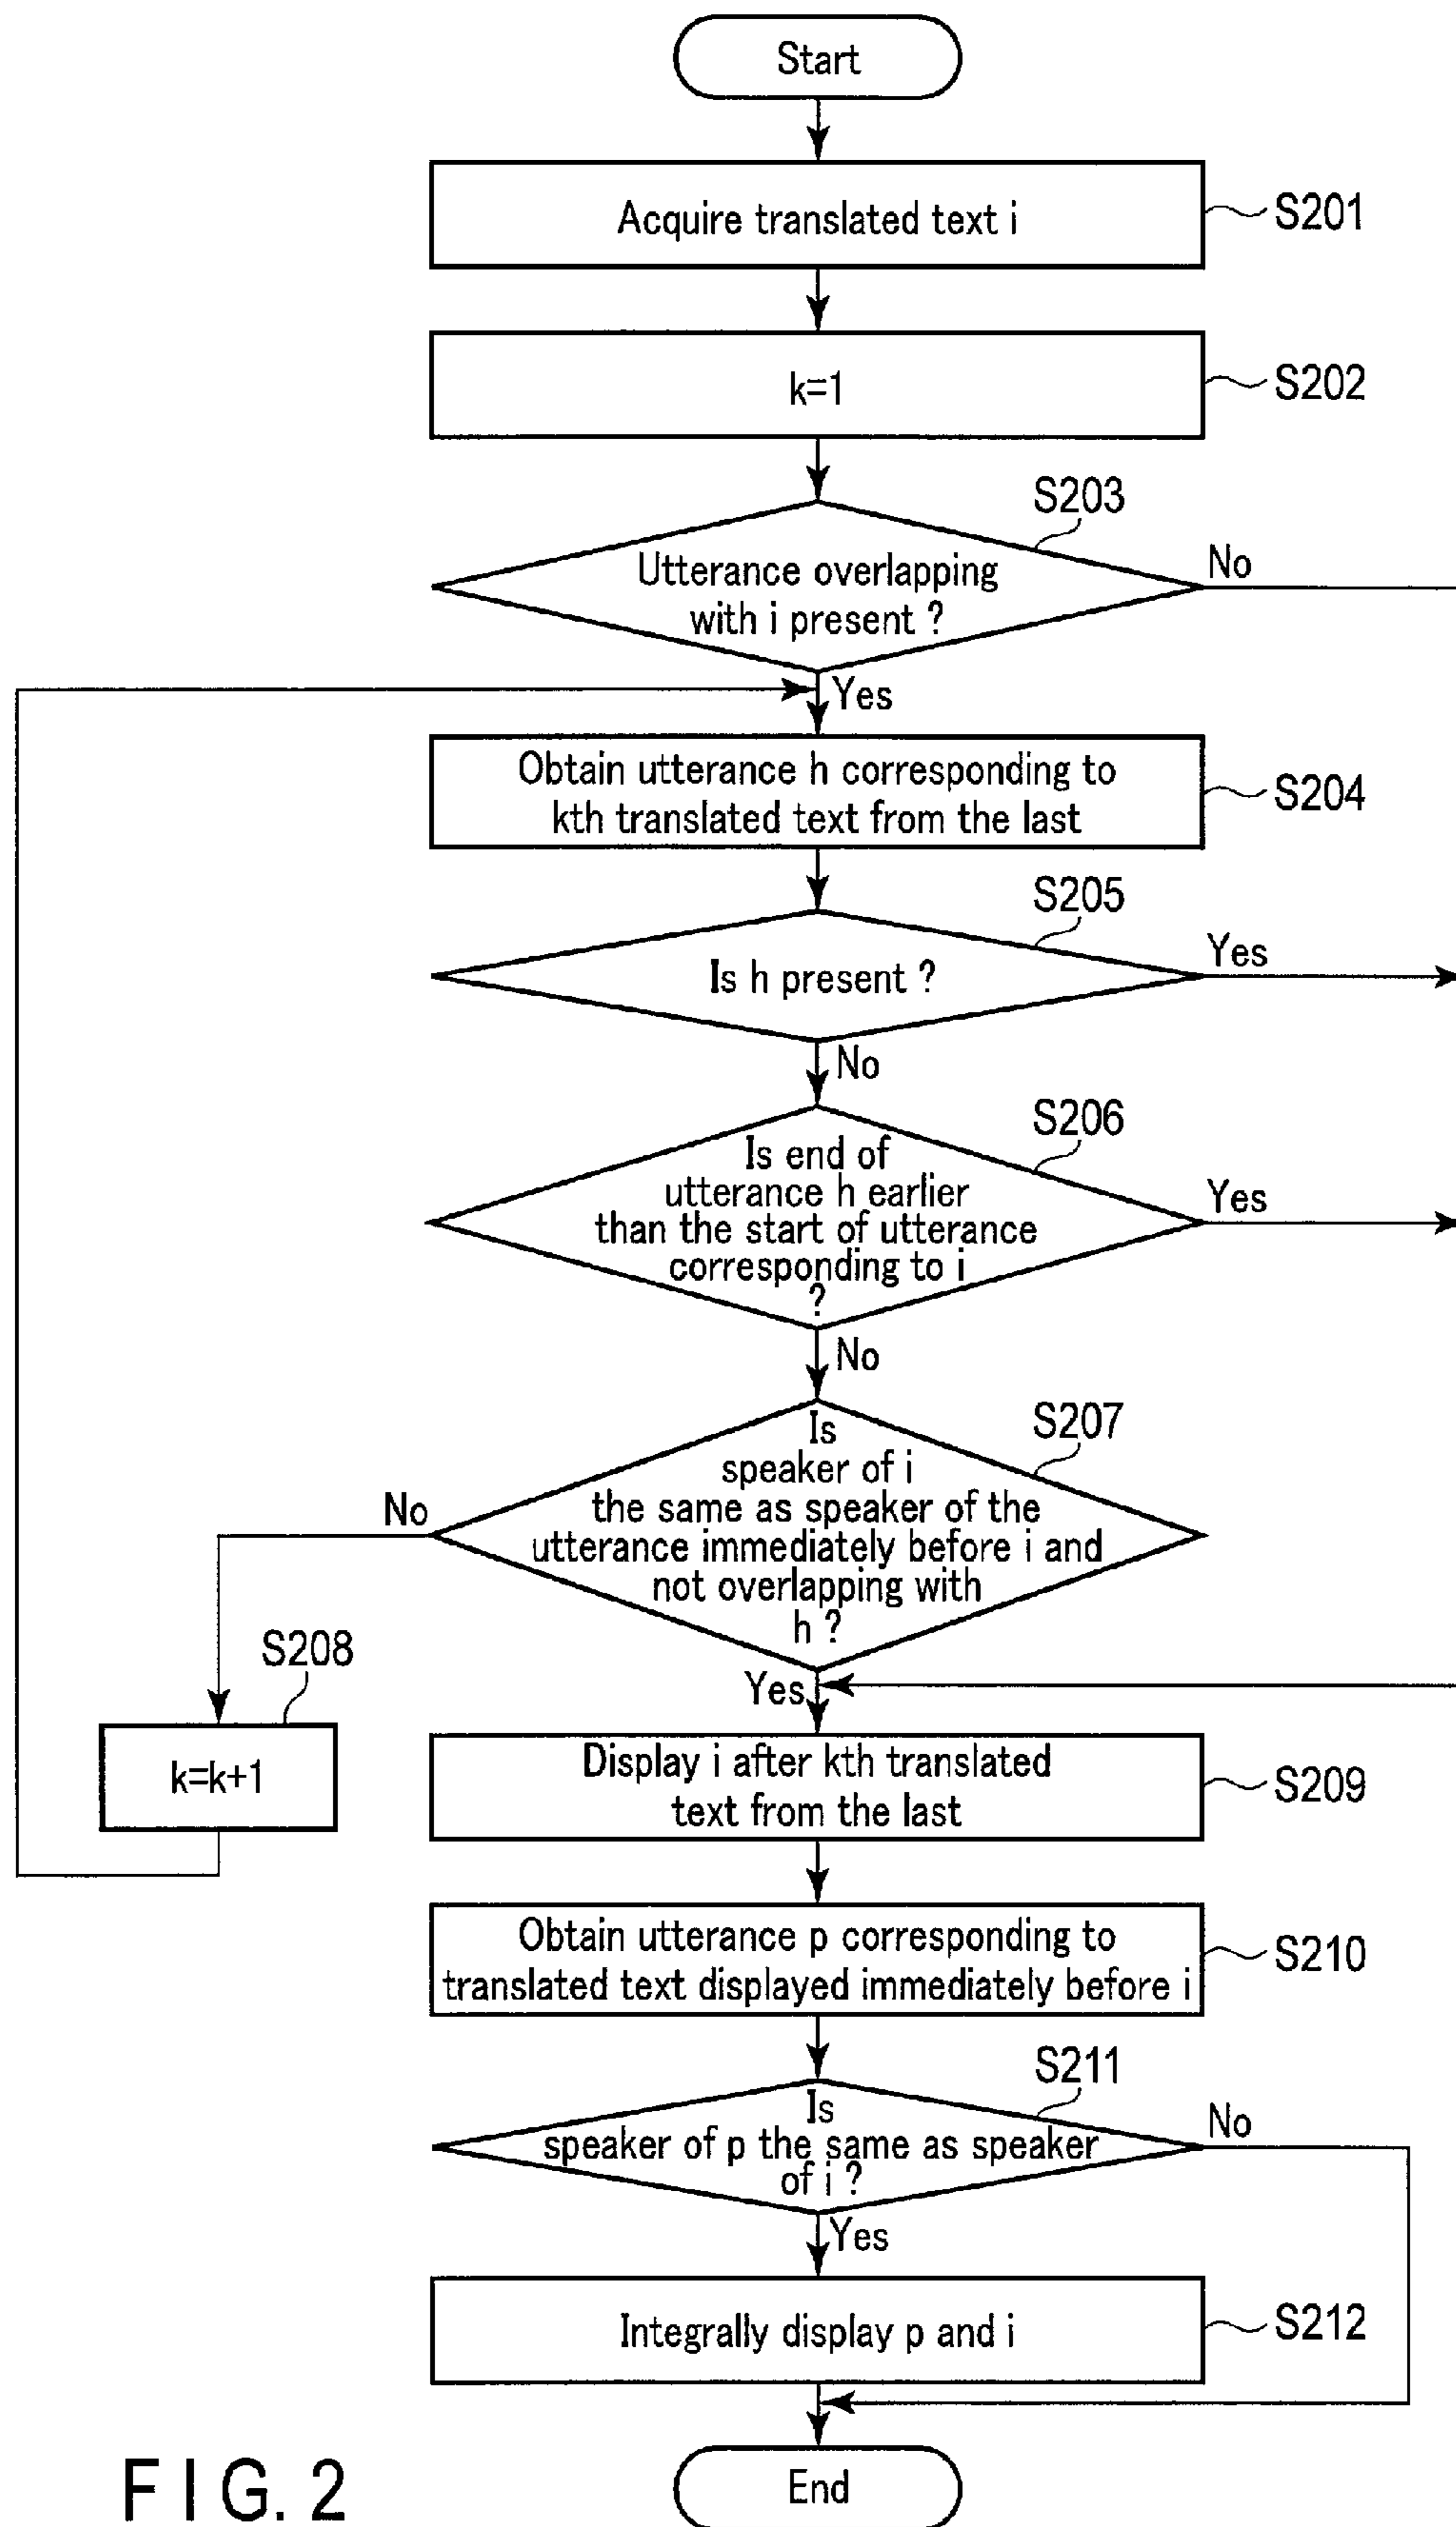 Start
Acquire translated text i
S201
k=1
S202
S203
Utterance overlapping
with i present ?
No
Yes
Obtain utterance h corresponding to
kth translated text from the last
S204
S205
Is h present ?
Yes
No
S206
Is end of
utterance h earlier
than the start of utterance
corresponding to i
?
Yes
No
S207
Is
speaker of i
the same as speaker of the
utterance immediately before i and
not overlapping with
h ?
No
S208
k=k+1
Yes
Display i after kth translated
text from the last
S209
Obtain utterance p corresponding to
translated text displayed immediately before i
S210
S211
Is
speaker of p the same as speaker
of i ?
No
Yes
Integrally display p and i
S212
End
FIG. 2